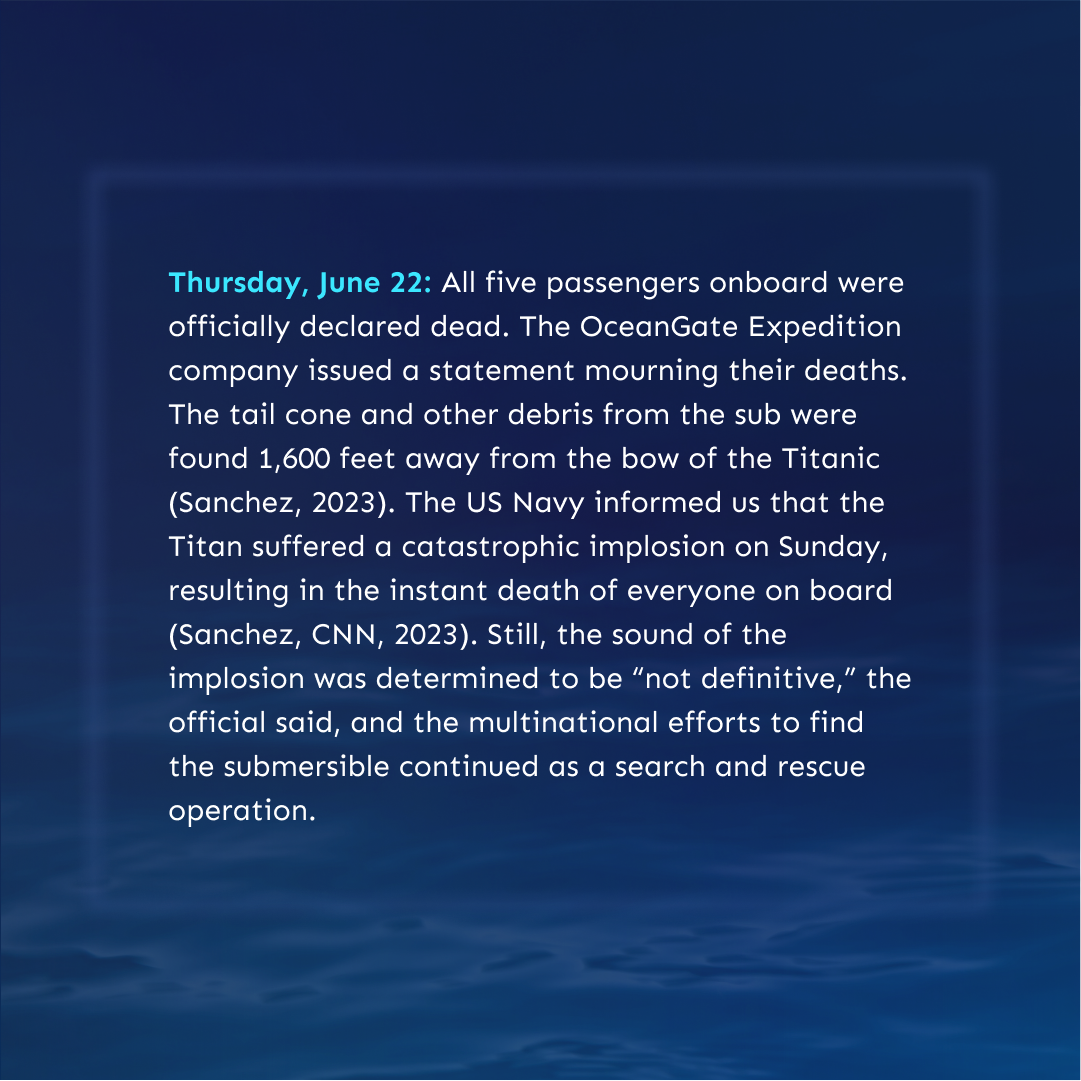 Thursday, June 22: All five passengers onboard were
officially declared dead. The OceanGate Expedition
company issued a statement mourning their deaths.
The tail cone and other debris from the sub were
found 1,600 feet away from the bow of the Titanic
(Sanchez, 2023). The US Navy informed us that the
Titan suffered a catastrophic implosion on Sunday,
resulting in the instant death of everyone on board
(Sanchez, CNN, 2023). Still, the sound of the
implosion was determined to be “not definitive,” the
official said, and the multinational efforts to find
the submersible continued as a search and rescue
operation.